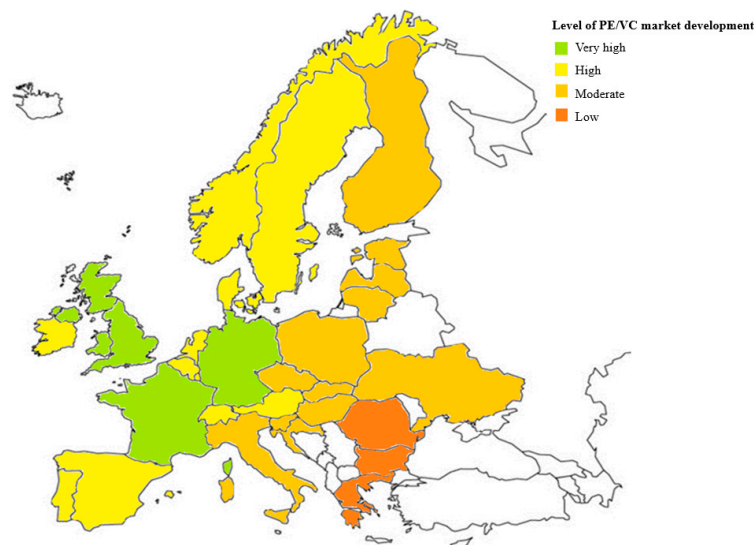 Level of PE/VC market development
Very high
High
Moderate
Low